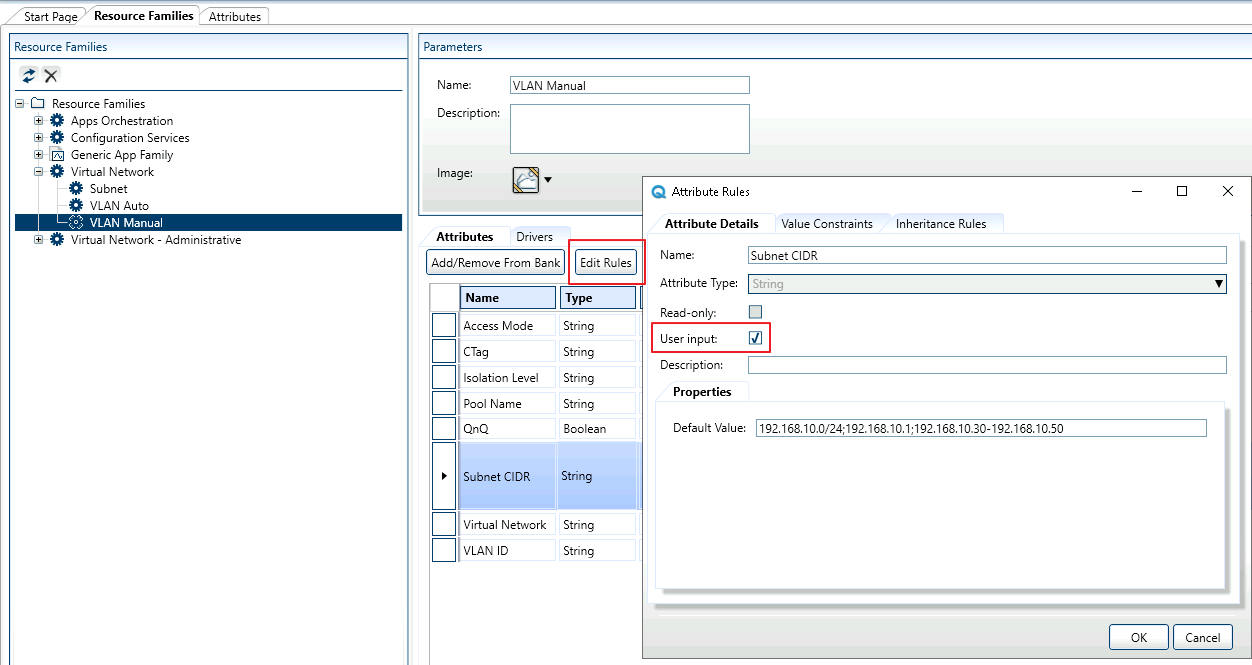 Start Page
Resource Families
Attributes
Resource Families
Resource Families
Apps Orchestration
Configuration Services
Generic App Family
Virtual Network
Subnet
VLAN Auto
VLAN Manual
Virtual Network - Administrative
Parameters
Name:
VLAN Manual
Description:
Image:
Attributes
Drivers
Add/Remove From Bank
Edit Rules
Name
Type
Access Mode
String
CTag
String
Isolation Level
String
Pool Name
String
QnQ
Boolean
Subnet CIDR
String
Virtual Network
String
VLAN ID
String
Attribute Rules
Attribute Details
Value Constraints
Inheritance Rules
Name:
Subnet CIDR
Attribute Type:
String
Read-only:
User input:
Description:
Properties
Default Value:
192.168.10.0/24;192.168.10.1;192.168.10.30-192.168.10.50
OK
Cancel